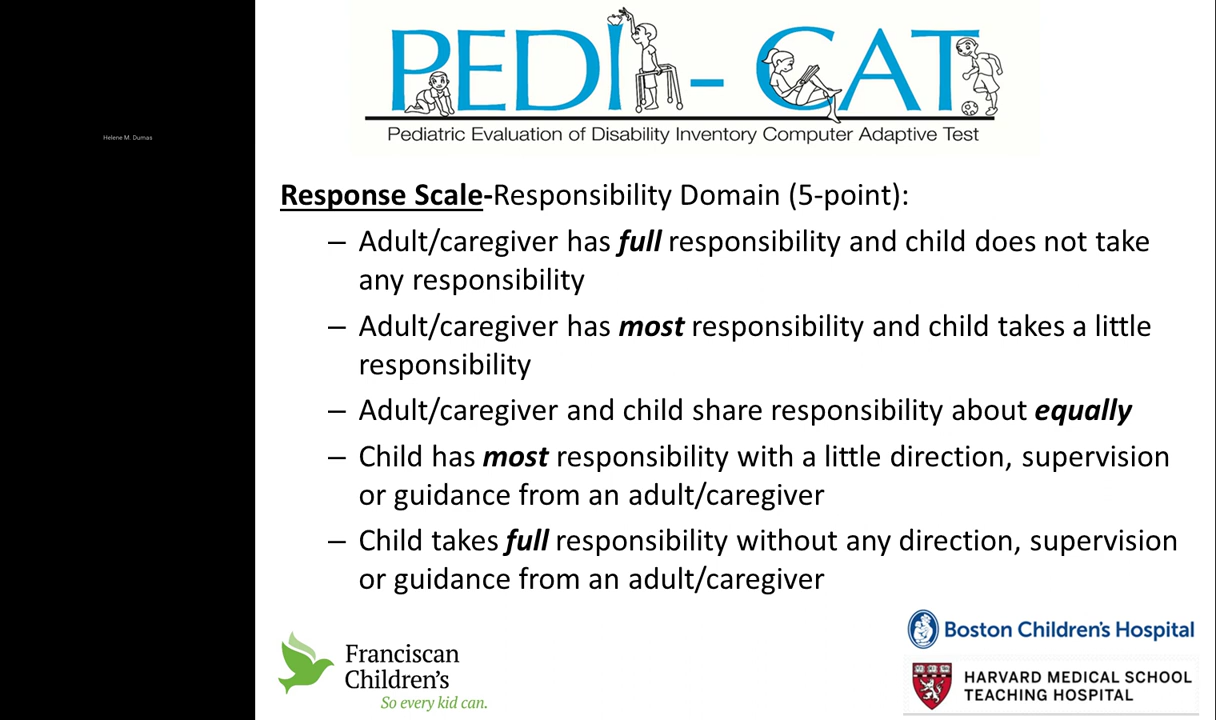 Helene M. Dumas
PEDI - CAT
Pediatric Evaluation of Disability Inventory Computer Adaptive Test
Response Scale-Responsibility Domain (5-point):
– Adult/caregiver has full responsibility and child does not take
any responsibility
– Adult/caregiver has most responsibility and child takes a little
responsibility
– Adult/caregiver and child share responsibility about equally
– Child has most responsibility with a little direction, supervision
or guidance from an adult/caregiver
– Child takes full responsibility without any direction, supervision
or guidance from an adult/caregiver
Franciscan
Children's
So every kid can.
Boston Children's Hospital
HARVARD MEDICAL SCHOOL
TEACHING HOSPITAL